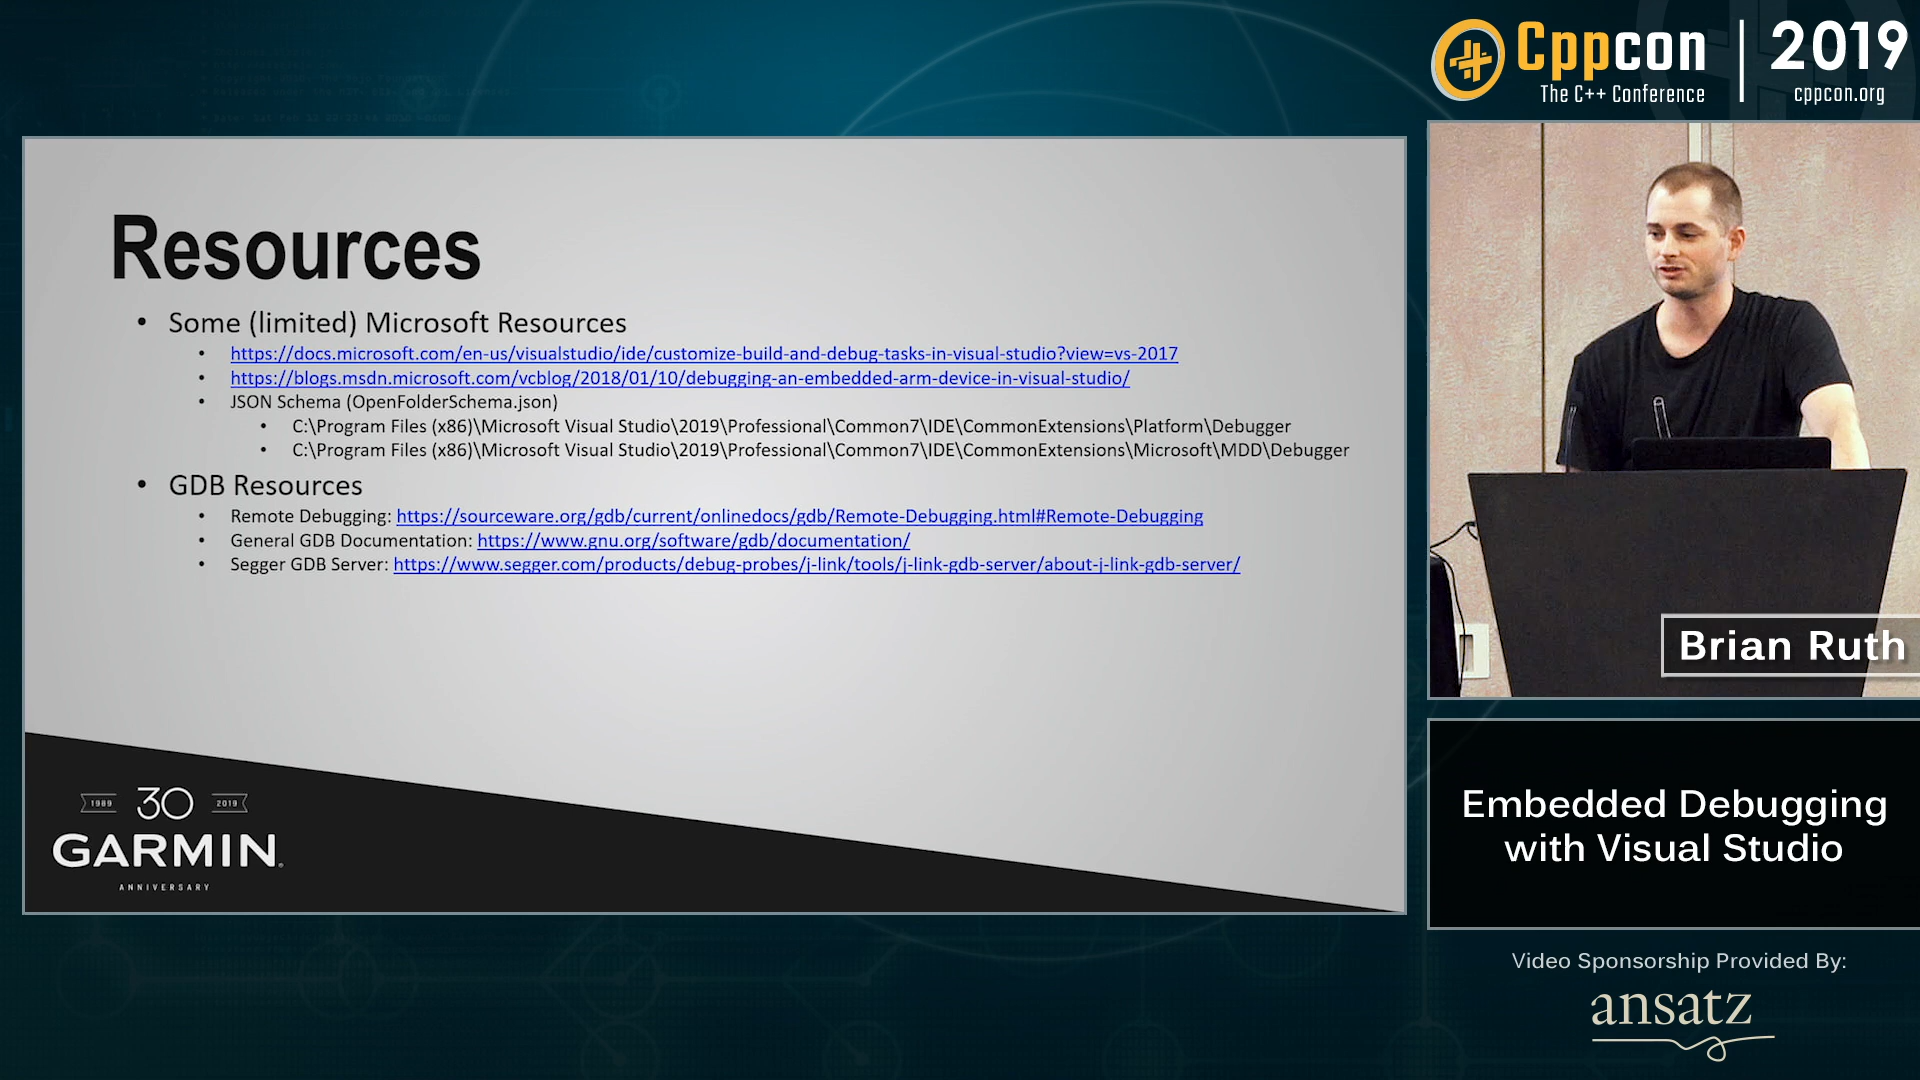 Cppcon | 2019
The C++ Conference
cppcon.org
Resources
• Some (limited) Microsoft Resources
• https://docs.microsoft.com/en-us/visualstudio/ide/customize-build-and-debug-tasks-in-visual-studio?view=vs-2017
• https://blogs.msdn.microsoft.com/vcblog/2018/01/10/debugging-an-embedded-arm-device-in-visual-studio/
• JSON Schema (OpenFolderSchema.json)
• C:\Program Files (x86)\Microsoft Visual Studio\2019\Professional\Common7\IDE\CommonExtensions\Platform\Debugger
• C:\Program Files (x86)\Microsoft Visual Studio\2019\Professional\Common7\IDE\CommonExtensions\Microsoft\MDD\Debugger
• GDB Resources
• Remote Debugging: https://sourceware.org/gdb/current/onlinedocs/gdb/Remote-Debugging.html#Remote-Debugging
• General GDB Documentation: https://www.gnu.org/software/gdb/documentation/
• Segger GDB Server: https://www.segger.com/products/debug-probes/j-link/tools/j-link-gdb-server/about-j-link-gdb-server/
1989 30 2019
GARMIN.
ANNIVERSARY
Brian Ruth
Embedded Debugging
with Visual Studio
Video Sponsorship Provided By:
ansatz